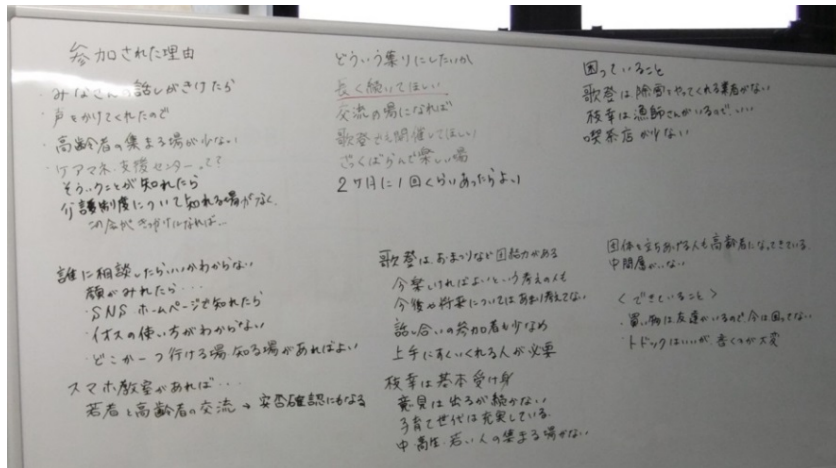 参加された理由
・みなさんの話しがきけたら
・声をかけてくれたので
・高齢者の集まる場が少ない
・ケアマネ、支援センターって？
そういうことが知れたら
介護制度について知れる場がなく、
この会がきっかけになれば…
どういう集りにしたいか
長く続いてほしい
交流の場になれば
歌登でも開催してほしい
ざっくばらんで楽しい場
2ヶ月に1回くらいあったらよい
困っていること
歌登は除雪をやってくれる業者がない
枝幸は漁師さんがいるので、いい
喫茶店が少ない
誰に相談したらいいかわからない
顔がみれたら・・・
・SNS ホームページで知れたら
の使い方がわからない
・どこか一つ行ける場 知る場があればよい
スマホ教室があれば・・・
若者と高齢者の交流 → 安否確認にもなる
歌登は、おまつりなど団結力がある
今楽しければよいという考えの人も
今後や将来についてはあまり考えてない
話し合いの参加者も少なめ
上手にすくいくれる人が必要
枝幸は基本受け身
意見は出るが続かない
子育て世代は充実している
中・高生・若い人の集まる場がない
団体を立ちあげる人も高齢者になってきている
中間層がいない
＜できていること＞
・買い物は友達がいるので今は困ってない
・トドックはいいが書くのが大変